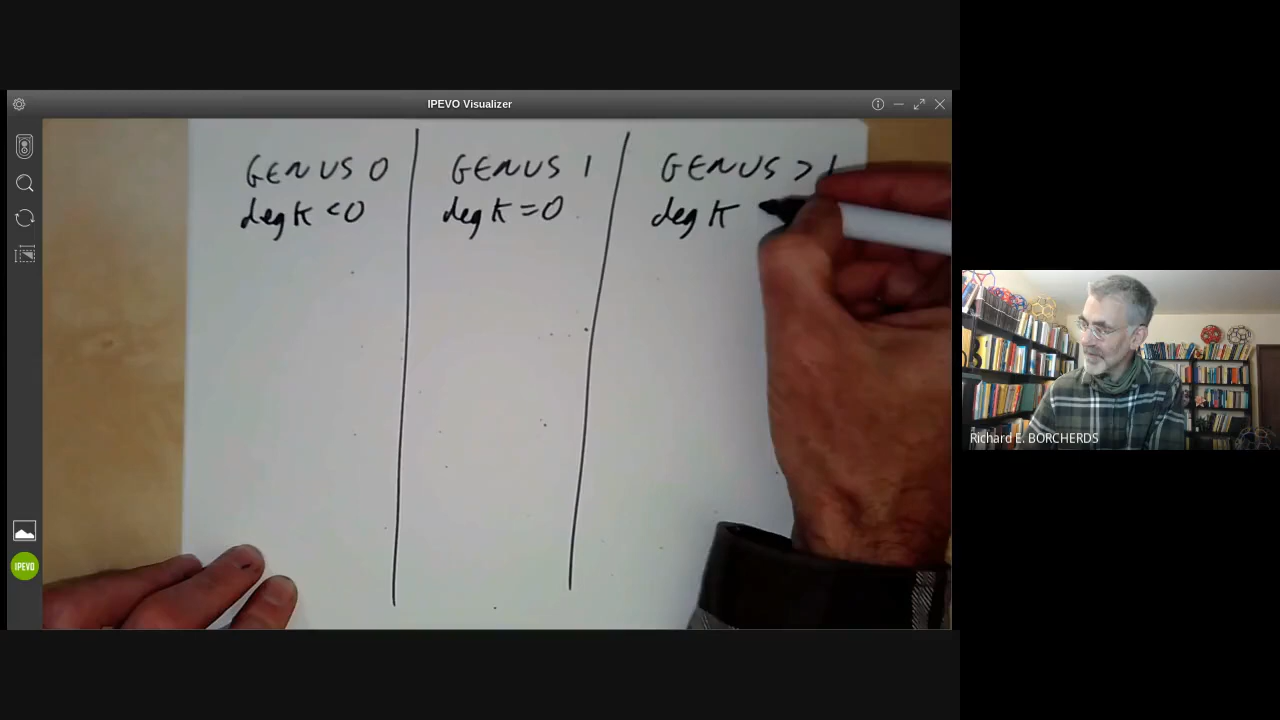 IPEVO Visualizer
GENUS 0
deg K < 0
GENUS 1
deg K = 0
GENUS > 1
deg K
Richard E. BORCHERDS
IPEVO